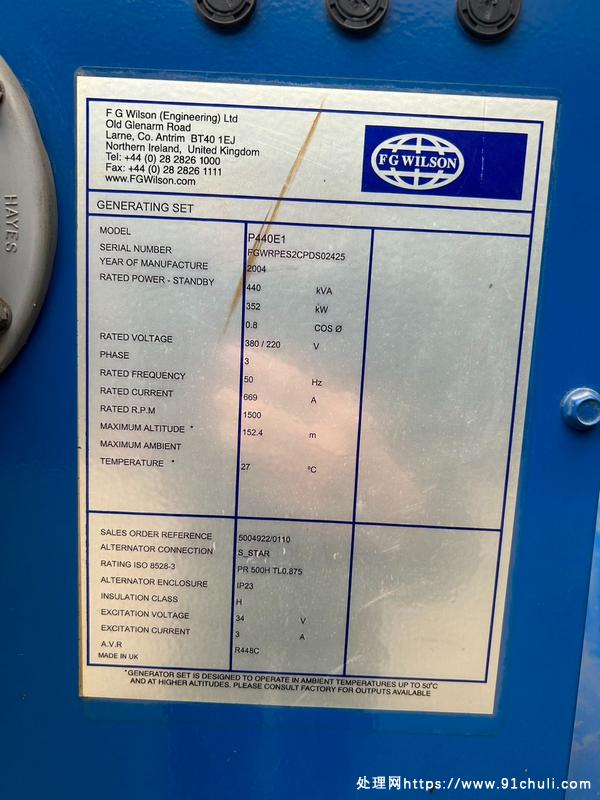 HAYES
F G Wilson (Engineering) Ltd
Old Glenarm Road
Larne, Co. Antrim BT40 1EJ
Northern Ireland, United Kingdom
Tel: +44 (0) 28 2826 1000
Fax: +44 (0) 28 2826 1111
www.FGWilson.com
F G WILSON
GENERATING SET
MODEL P440E1
SERIAL NUMBER FGWRPES2CPDS02425
YEAR OF MANUFACTURE 2004
RATED POWER - STANDBY 440 kVA
352 kW
0.8 COS Ø
RATED VOLTAGE 380 / 220 V
PHASE 3
RATED FREQUENCY 50 Hz
RATED CURRENT 669 A
RATED R.P.M 1500
MAXIMUM ALTITUDE * 152.4 m
MAXIMUM AMBIENT
TEMPERATURE * 27 ºC
SALES ORDER REFERENCE 5004922/0110
ALTERNATOR CONNECTION S_STAR
RATING ISO 8528-3 PR 500H TL0.875
ALTERNATOR ENCLOSURE IP23
INSULATION CLASS H
EXCITATION VOLTAGE 34 V
EXCITATION CURRENT 3 A
A.V.R R448C
MADE IN UK
*GENERATOR SET IS DESIGNED TO OPERATE IN AMBIENT TEMPERATURES UP TO 50°C
AND AT HIGHER ALTITUDES. PLEASE CONSULT FACTORY FOR OUTPUTS AVAILABLE
处理网https://www.91chuli.com